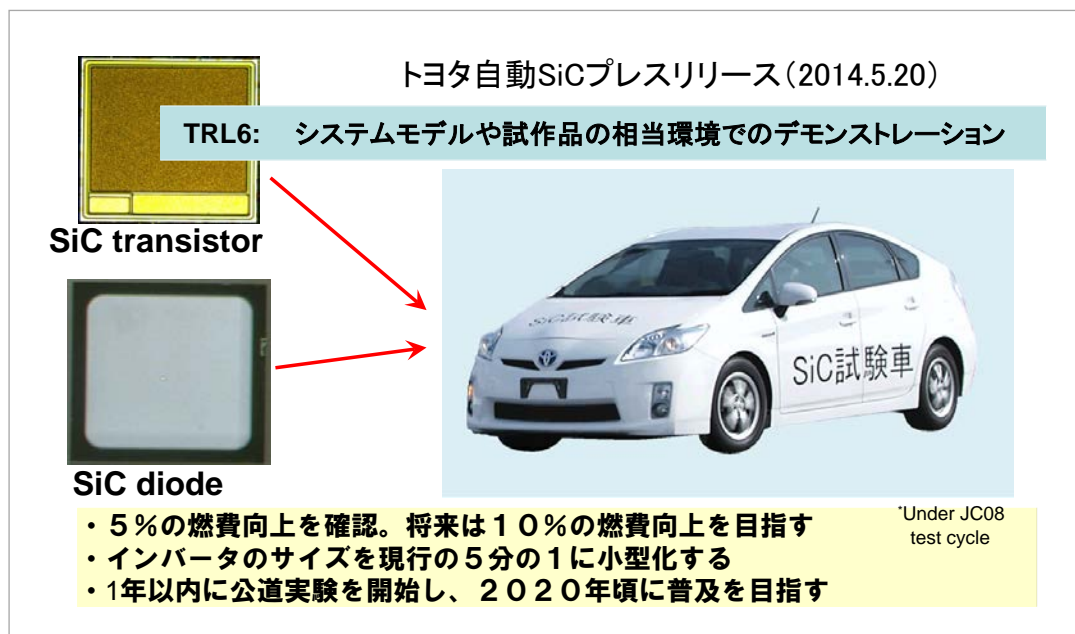 トヨタ自動SiCプレスリリース(2014.5.20)
TRL6: システムモデルや試作品の相当環境でのデモンストレーション
SiC transistor
SiC試験車
SiC試験車
SiC diode
・５％の燃費向上を確認。将来は１０％の燃費向上を目指す
・インバータのサイズを現行の５分の１に小型化する
・1年以内に公道実験を開始し、２０２０年頃に普及を目指す
*Under JC08
test cycle